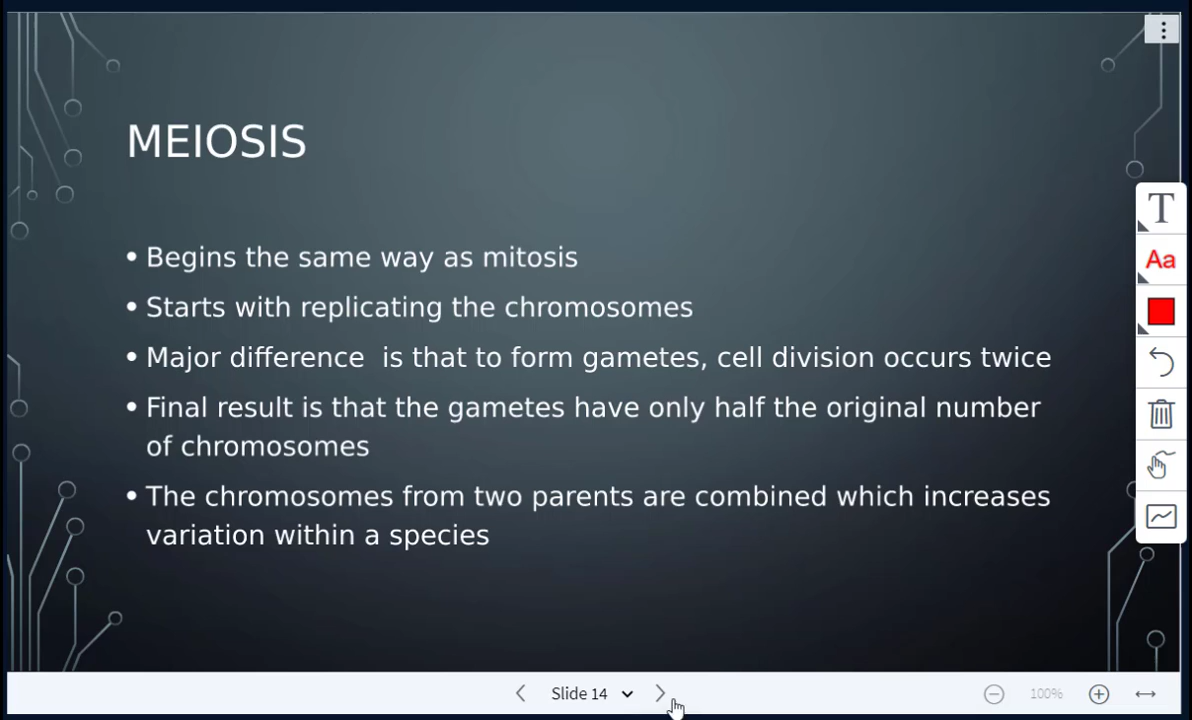 MEIOSIS
• Begins the same way as mitosis
• Starts with replicating the chromosomes
• Major difference  is that to form gametes, cell division occurs twice
• Final result is that the gametes have only half the original number
of chromosomes
• The chromosomes from two parents are combined which increases
variation within a species
T
Aa
Slide 14
100%